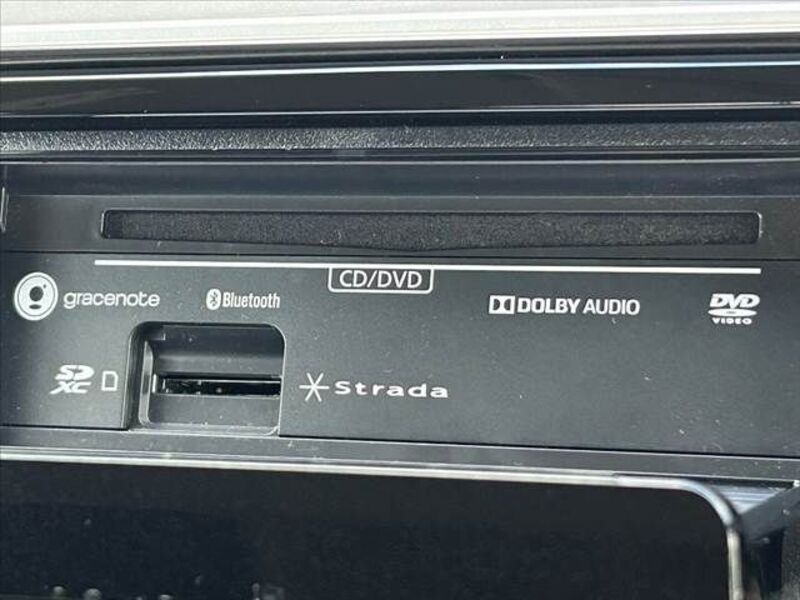 CD/DVD
gracenote
Bluetooth
DOLBY AUDIO
DVD
VIDEO
SD
XC
Strada